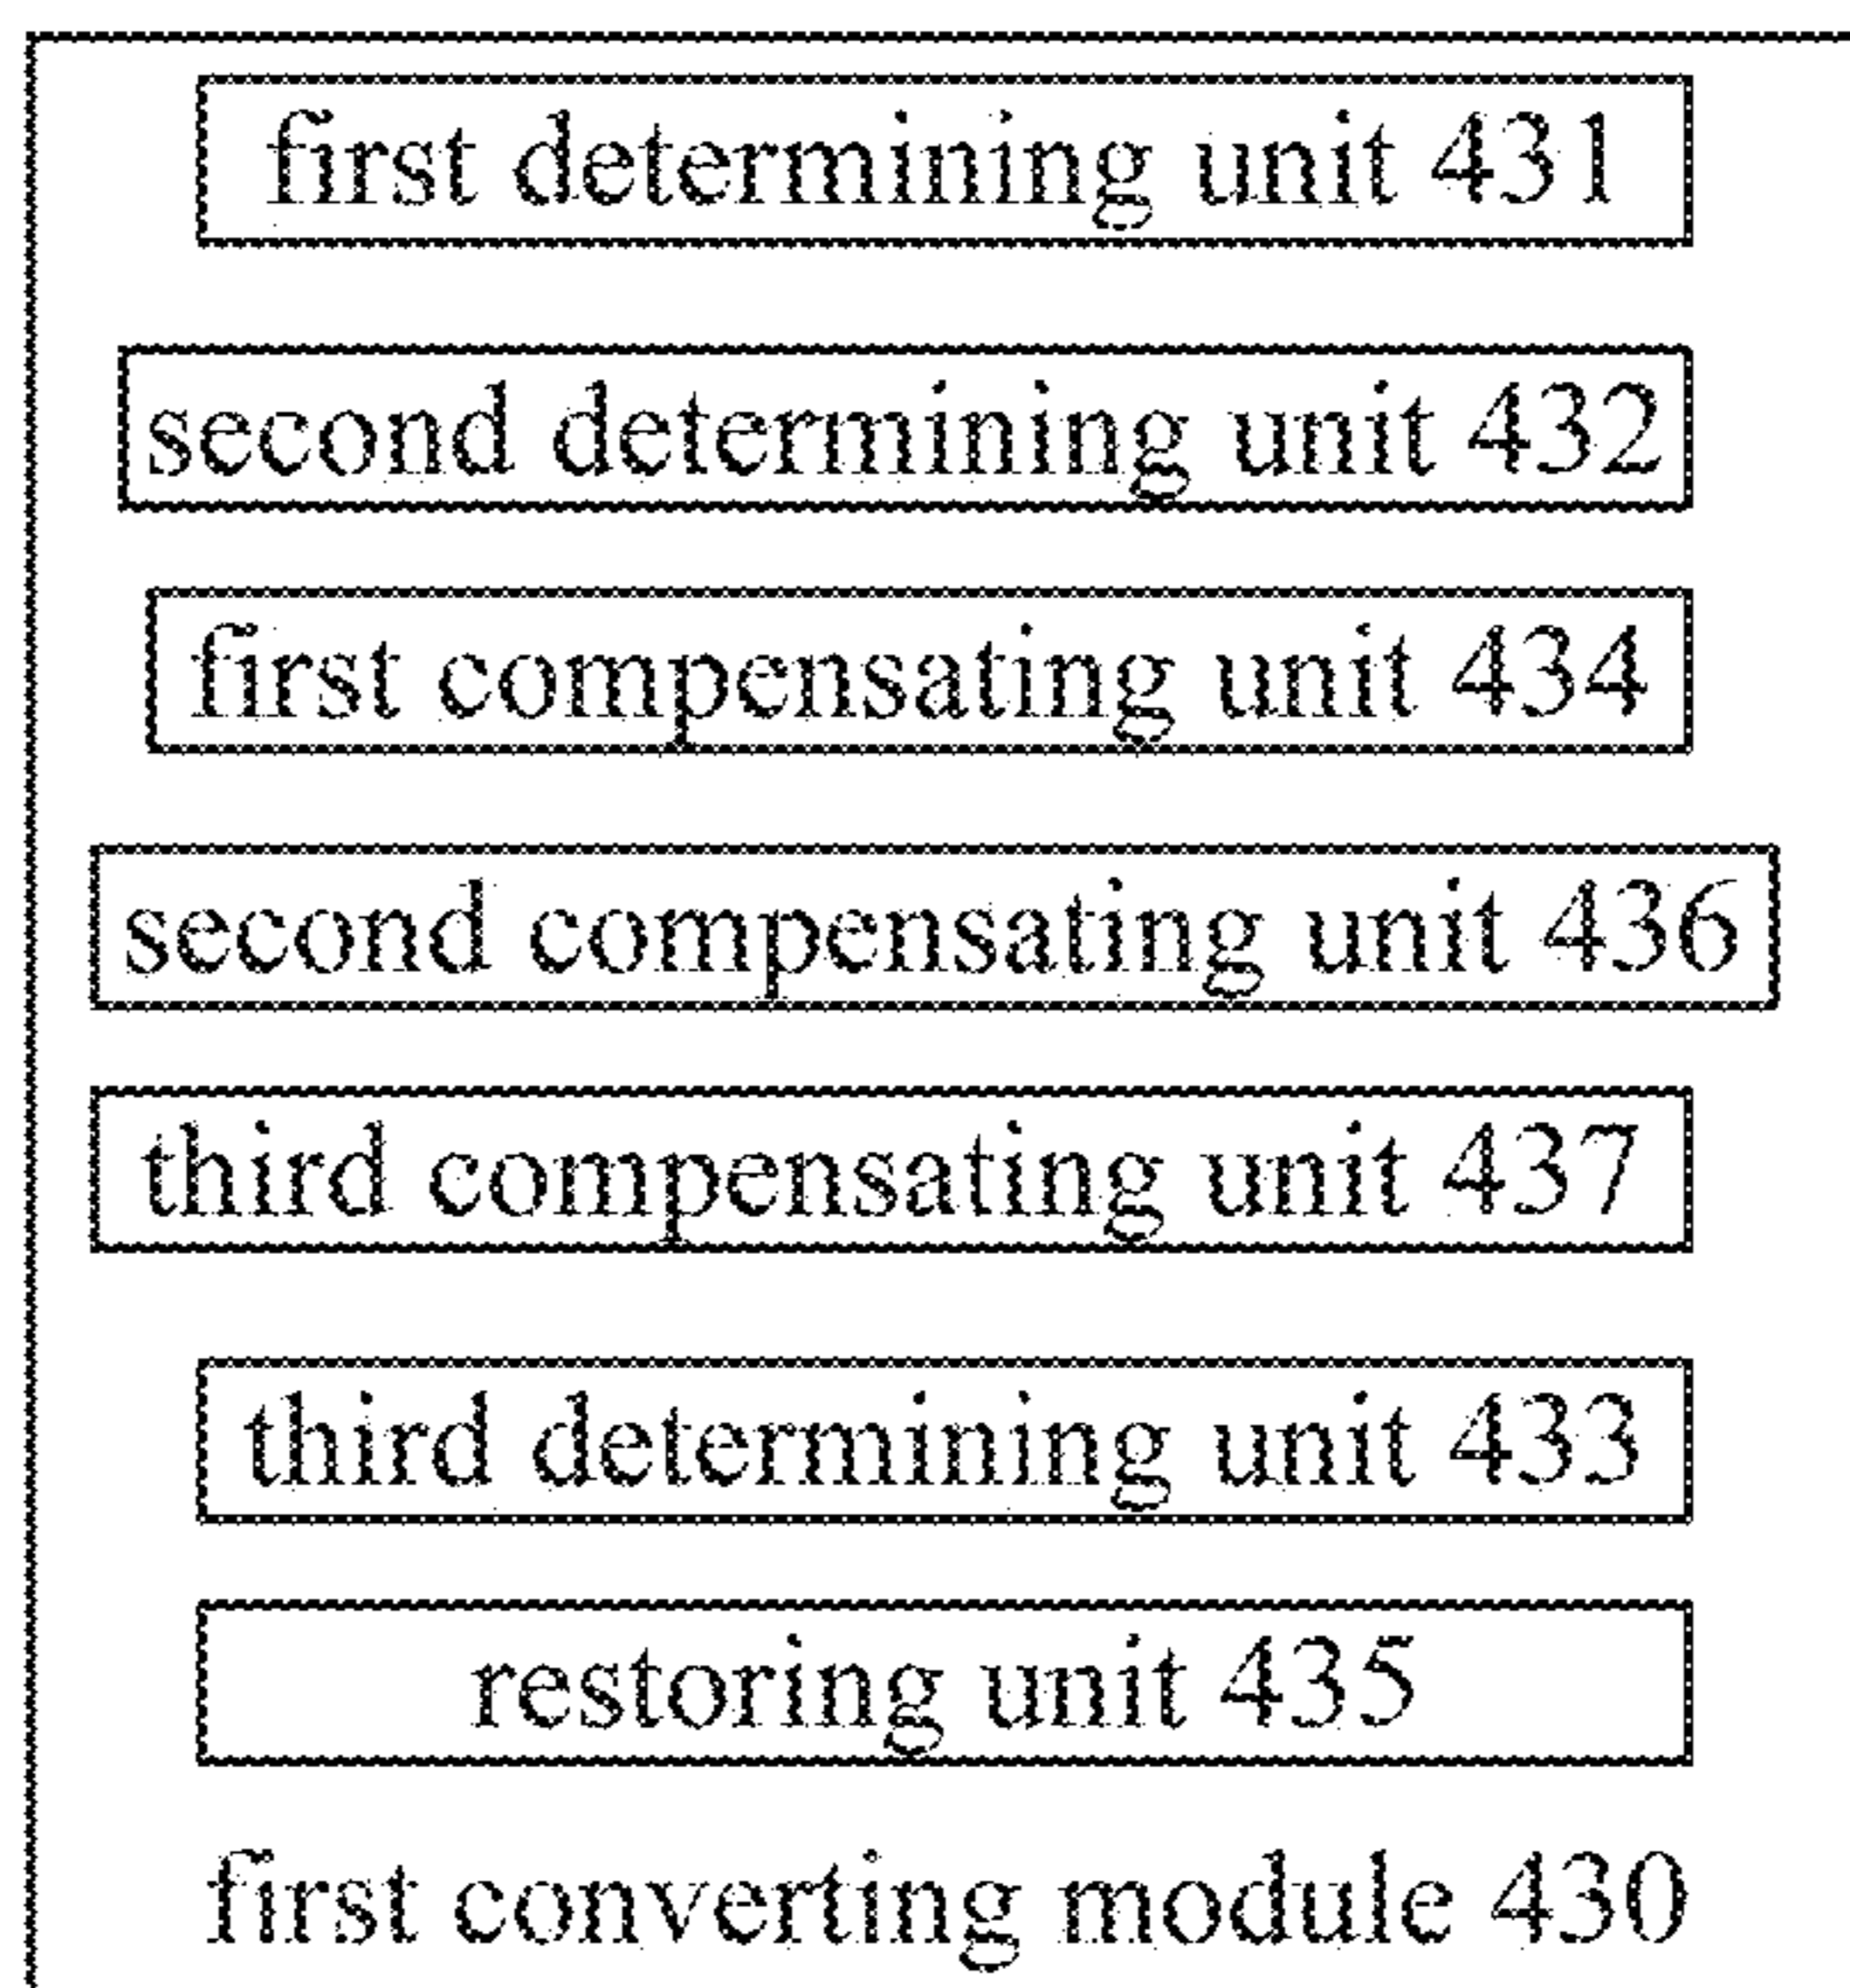 first determining unit 431
second determining unit 432
first compensating unit 434
second compensating unit 436
third compensating unit 437
third determining unit 433
restoring unit 435
first converting module 430